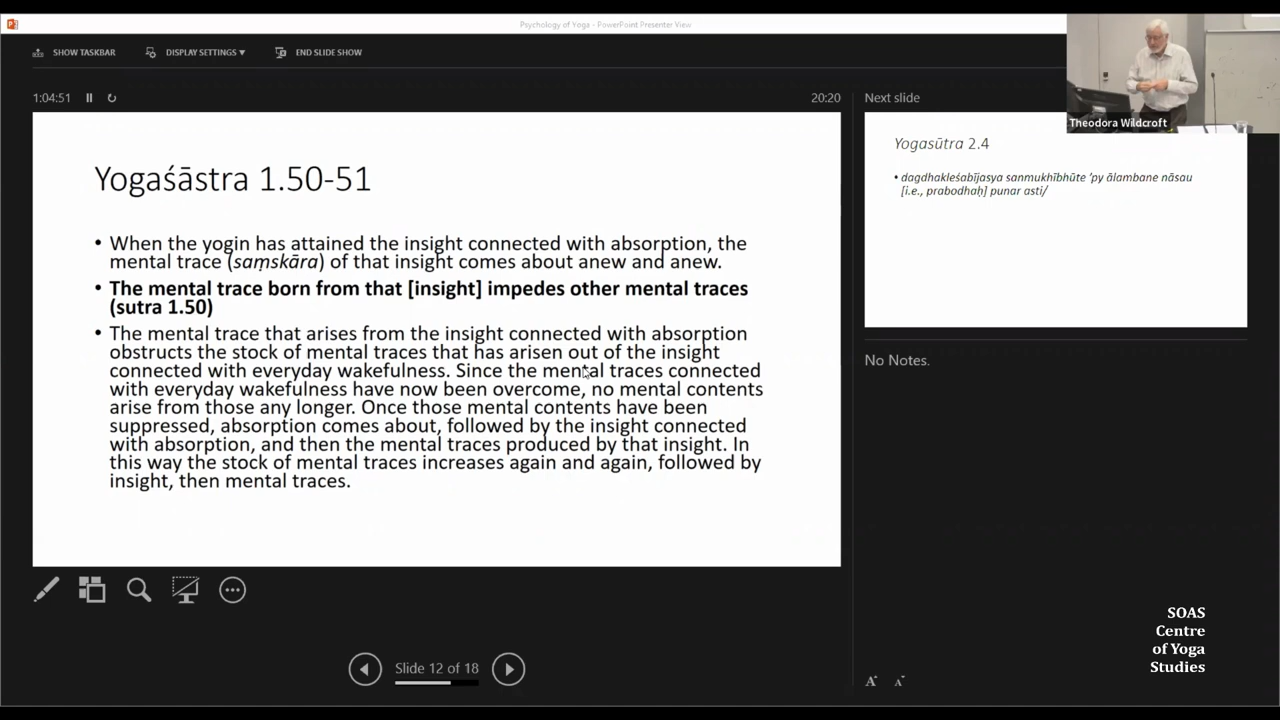 Psychology of Yoga - PowerPoint Presenter View
SHOW TASKBAR DISPLAY SETTINGS ▾ END SLIDE SHOW
1:04:51 20:20
Yogaśāstra 1.50-51
• When the yogin has attained the insight connected with absorption, the
mental trace (saṃskāra) of that insight comes about anew and anew.
• The mental trace born from that [insight] impedes other mental traces
(sutra 1.50)
• The mental trace that arises from the insight connected with absorption
obstructs the stock of mental traces that has arisen out of the insight
connected with everyday wakefulness. Since the mental traces connected
with everyday wakefulness have now been overcome, no mental contents
arise from those any longer. Once those mental contents have been
suppressed, absorption comes about, followed by the insight connected
with absorption, and then the mental traces produced by that insight. In
this way the stock of mental traces increases again and again, followed by
insight, then mental traces.
Slide 12 of 18
Next slide
Theodora Wildcroft
Yogasūtra 2.4
• dagdhakleśabījasya sanmukhībhūte 'py ālambane nāsau
[i.e., prabodhaḥ] punar asti/
No Notes.
SOAS
Centre
of Yoga
Studies
A A